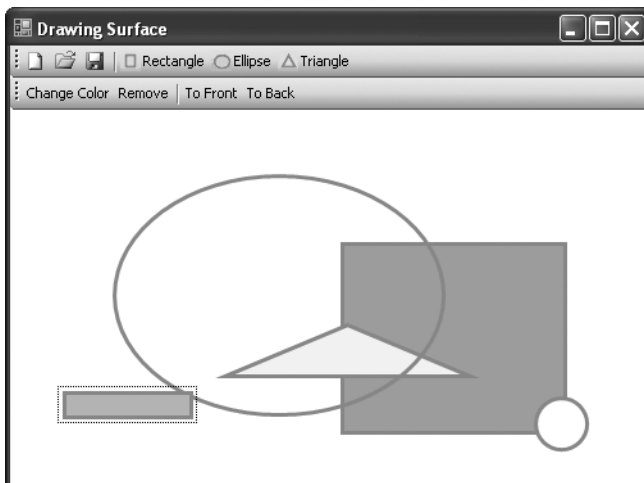 Drawing Surface
Rectangle Ellipse Triangle
Change Color Remove To Front To Back